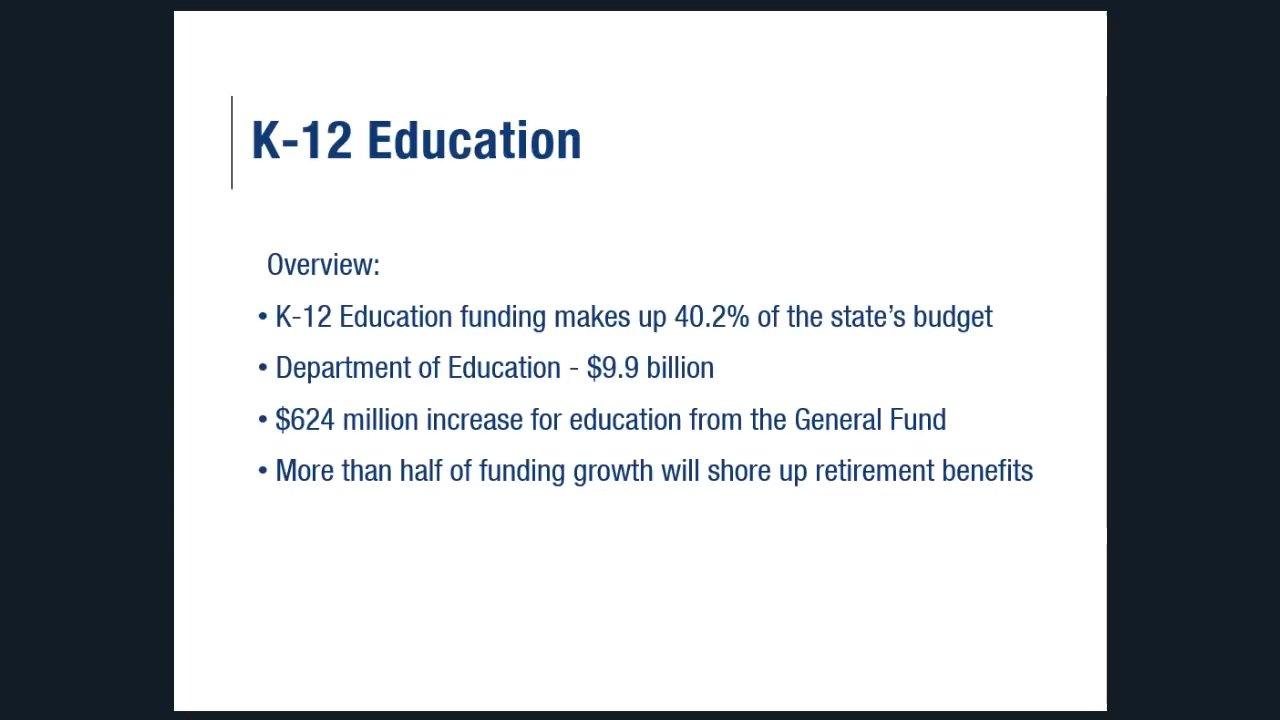 K-12 Education
Overview:
• K-12 Education funding makes up 40.2% of the state’s budget
• Department of Education - $9.9 billion
• $624 million increase for education from the General Fund
• More than half of funding growth will shore up retirement benefits